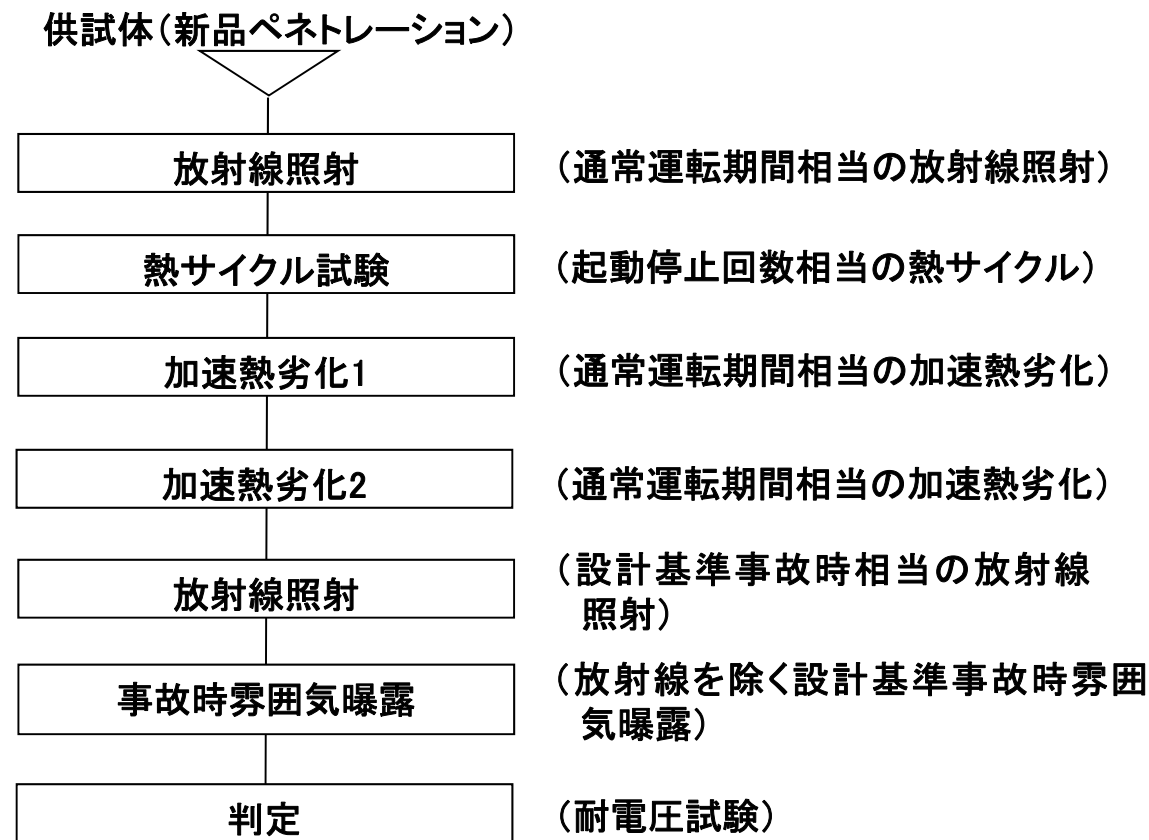 供試体（新品ペネトレーション）
放射線照射
（通常運転期間相当の放射線照射）
熱サイクル試験
（起動停止回数相当の熱サイクル）
加速熱劣化1
（通常運転期間相当の加速熱劣化）
加速熱劣化2
（通常運転期間相当の加速熱劣化）
放射線照射
（設計基準事故時相当の放射線
照射）
事故時雰囲気曝露
（放射線を除く設計基準事故時雰囲
気曝露）
判定
（耐電圧試験）